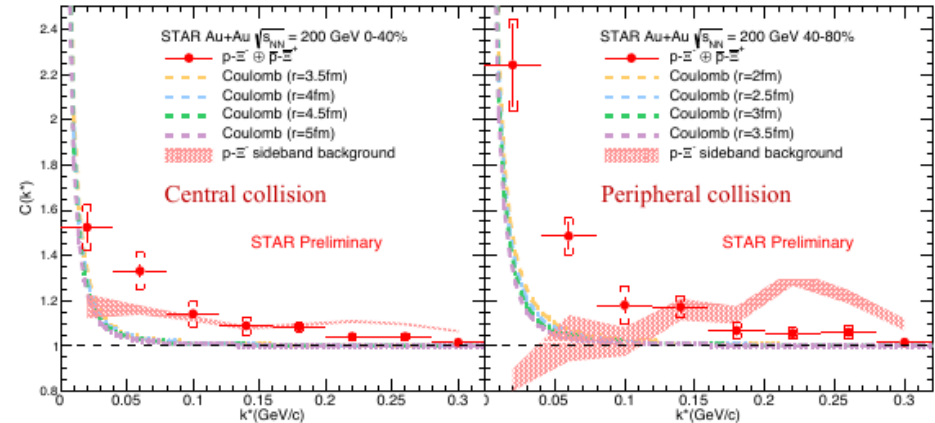 STAR Au+Au √s_NN = 200 GeV 0-40%
p-Ξ⁻ ⊕ p̄-Ξ̄⁺
Coulomb (r=3.5fm)
Coulomb (r=4fm)
Coulomb (r=4.5fm)
Coulomb (r=5fm)
p-Ξ⁻ sideband background
Central collision
STAR Preliminary
C(k*)
2.4
2.2
2
1.8
1.6
1.4
1.2
1
0.8
0
0.05
0.1
0.15
0.2
0.25
0.3
k*(GeV/c)
STAR Au+Au √s_NN = 200 GeV 40-80%
p-Ξ⁻ ⊕ p̄-Ξ̄⁺
Coulomb (r=2fm)
Coulomb (r=2.5fm)
Coulomb (r=3fm)
Coulomb (r=3.5fm)
p-Ξ⁻ sideband background
Peripheral collision
STAR Preliminary
0
0.05
0.1
0.15
0.2
0.25
0.3
k*(GeV/c)